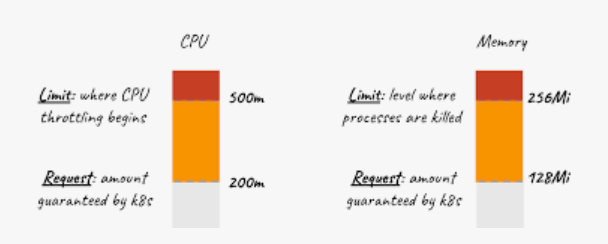 CPU
Limit: where CPU
throttling begins
500m
Request: amount
guaranteed by k8s
200m
Memory
Limit: level where
processes are killed
256Mi
Request: amount
guaranteed by k8s
128Mi